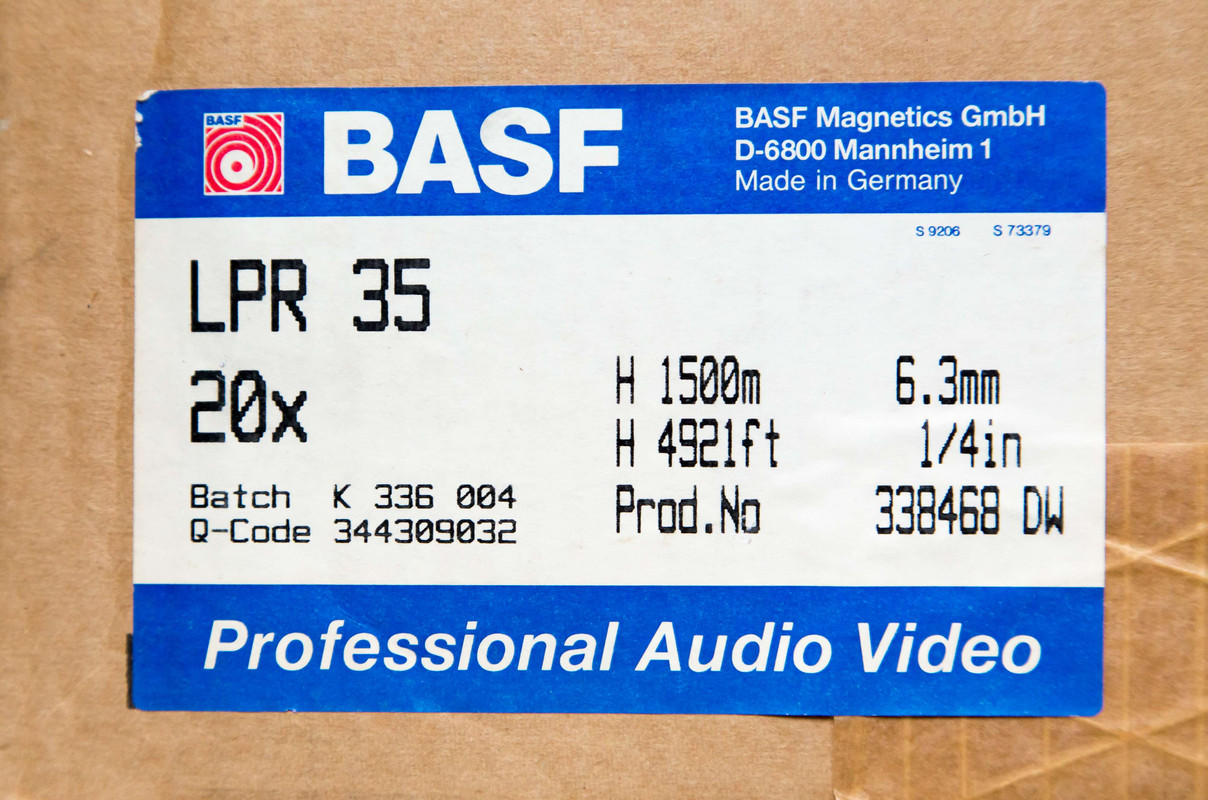 BASF
BASF
BASF Magnetics GmbH
D-6800 Mannheim 1
Made in Germany
S 9206 S 73379
LPR 35
20x
H 1500m 6.3mm
H 4921ft 1/4in
Batch K 336 004
Q-Code 344309032
Prod.No 338468 DW
Professional Audio Video